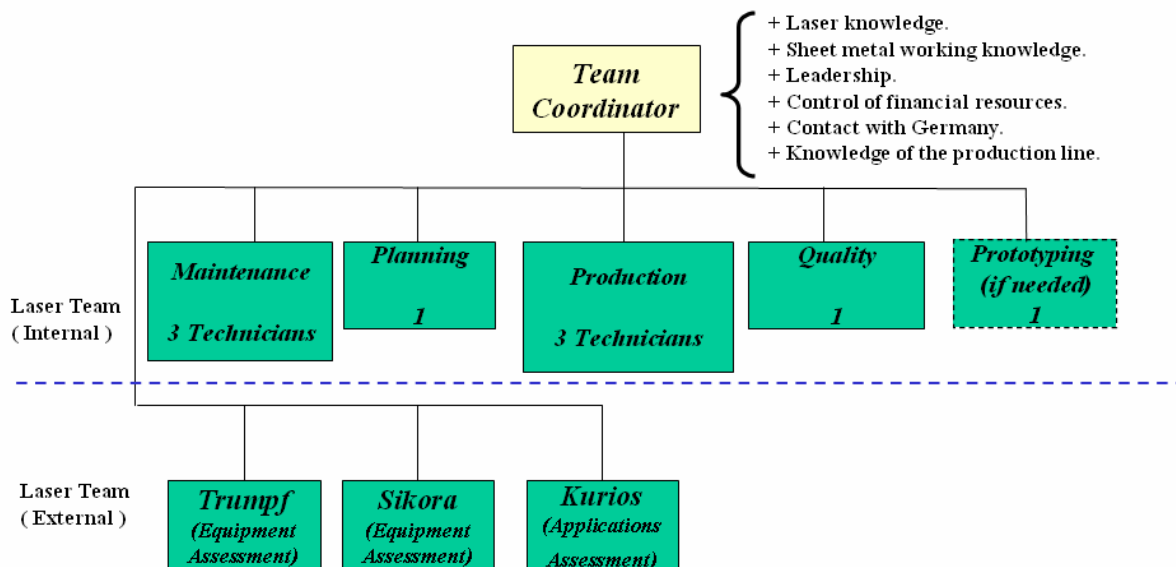 + Laser knowledge.
+ Sheet metal working knowledge.
+ Leadership.
+ Control of financial resources.
+ Contact with Germany.
+ Knowledge of the production line.
Team
Coordinator
Laser Team
( Internal )
Maintenance
3 Technicians
Planning
1
Production
3 Technicians
Quality
1
Prototyping
(if needed)
1
Laser Team
( External )
Trumpf
(Equipment
Assessment)
Sikora
(Equipment
Assessment)
Kurios
(Applications
Assessment)